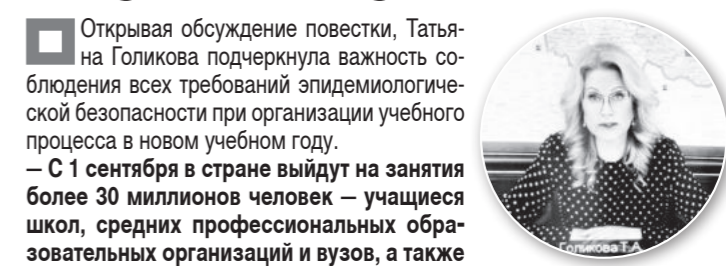 Открывая обсуждение повестки, Татья-
на Голикова подчеркнула важность со-
блюдения всех требований эпидемиологиче-
ской безопасности при организации учебного
процесса в новом учебном году.
— С 1 сентября в стране выйдут на занятия
более 30 миллионов человек — учащиеся
школ, средних профессиональных обра-
зовательных организаций и вузов, а также
Голикова Т.А.